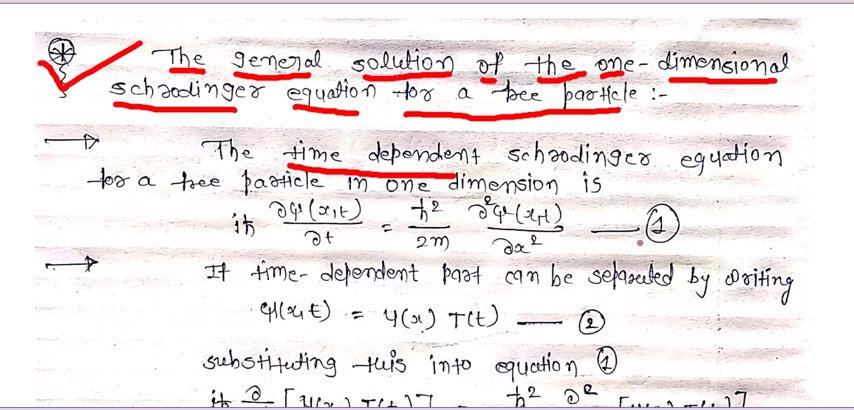 The general solution of the one-dimensional
schrodinger equation for a free particle :-
The time dependent schrodinger equation
for a free particle in one dimension is
iħ ∂Ψ(x,t)/∂t = ħ²/2m ∂²Ψ(x,t)/∂x² —— ①
If time-dependent part can be separated by writing
Ψ(x,t) = Ψ(x) T(t) —— ②
substituting this into equation ①